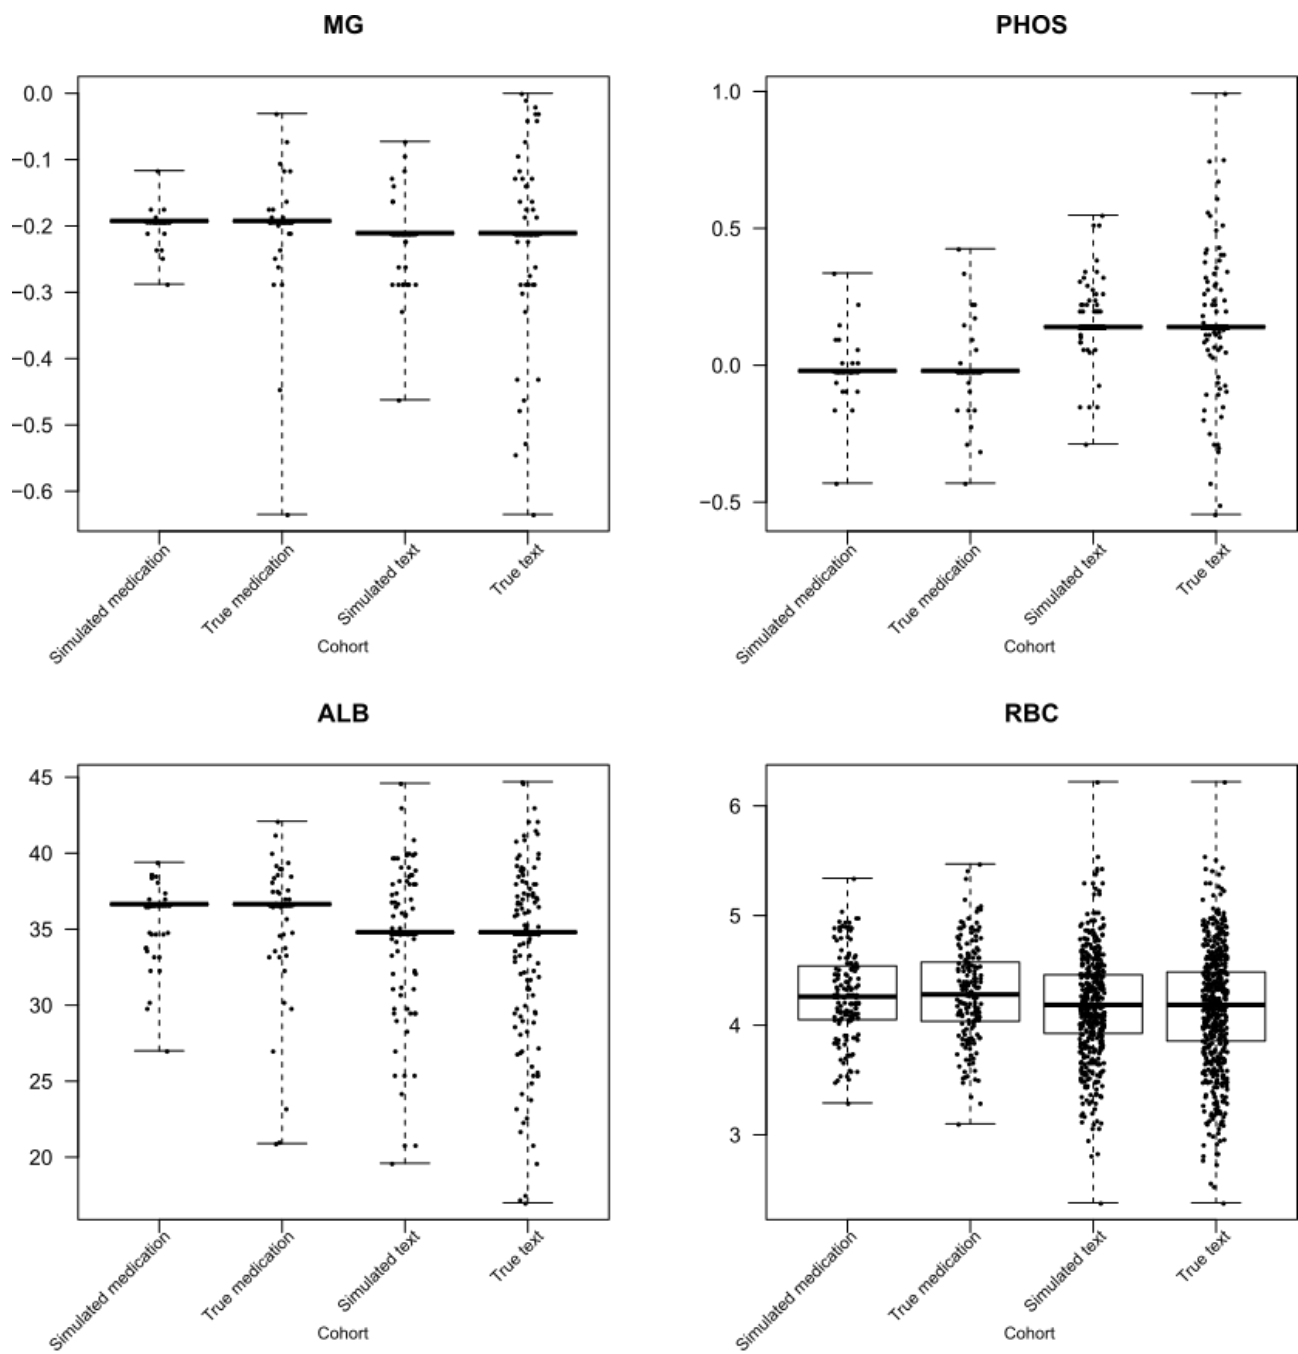 MG
0.0
−0.1
−0.2
−0.3
−0.4
−0.5
−0.6
Simulated medication
True medication
Simulated text
True text
Cohort
PHOS
1.0
0.5
0.0
−0.5
Simulated medication
True medication
Simulated text
True text
Cohort
ALB
45
40
35
30
25
20
Simulated medication
True medication
Simulated text
True text
Cohort
RBC
6
5
4
3
Simulated medication
True medication
Simulated text
True text
Cohort